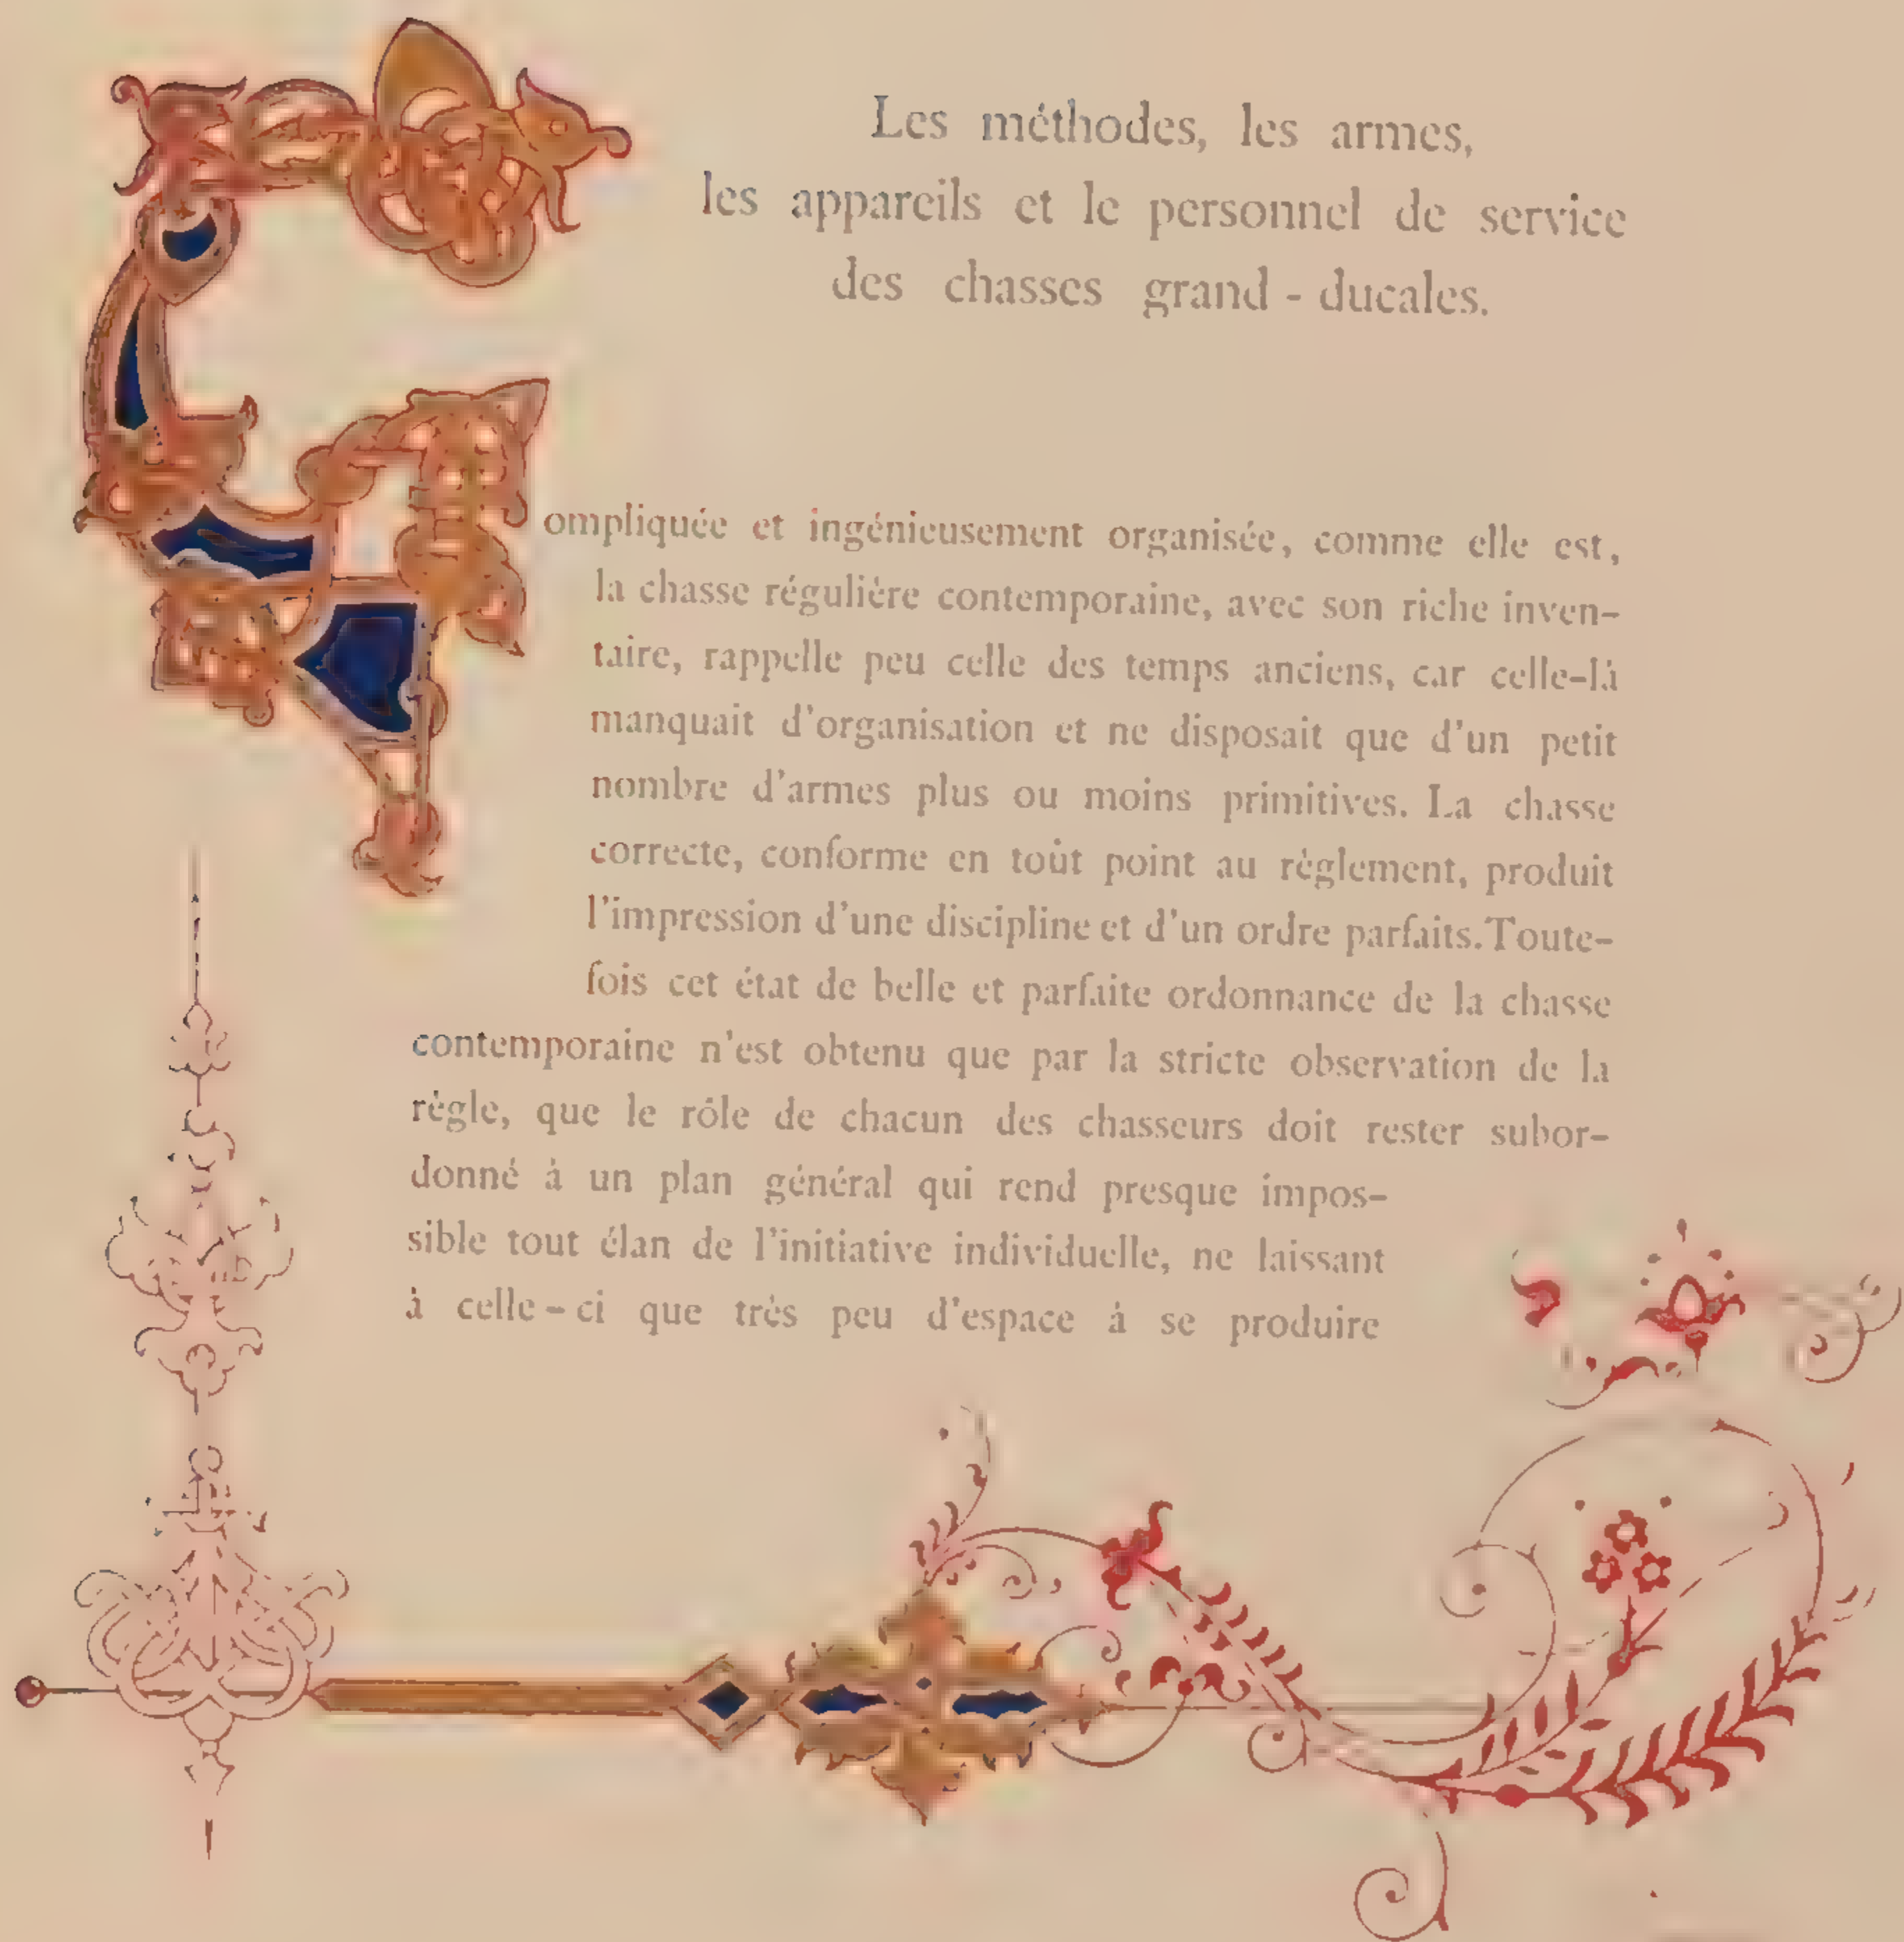 Les méthodes, les armes,
les appareils et le personnel de service
des chasses grand - ducales.
Compliquée et ingénieusement organisée, comme elle est,
la chasse régulière contemporaine, avec son riche inven-
taire, rappelle peu celle des temps anciens, car celle-là
manquait d'organisation et ne disposait que d'un petit
nombre d'armes plus ou moins primitives. La chasse
correcte, conforme en toùt point au règlement, produit
l'impression d'une discipline et d'un ordre parfaits. Toute-
fois cet état de belle et parfaite ordonnance de la chasse
contemporaine n'est obtenu que par la stricte observation de la
règle, que le rôle de chacun des chasseurs doit rester subor-
donné à un plan général qui rend presque impos-
sible tout élan de l'initiative individuelle, ne laissant
à celle-ci que très peu d'espace à se produire